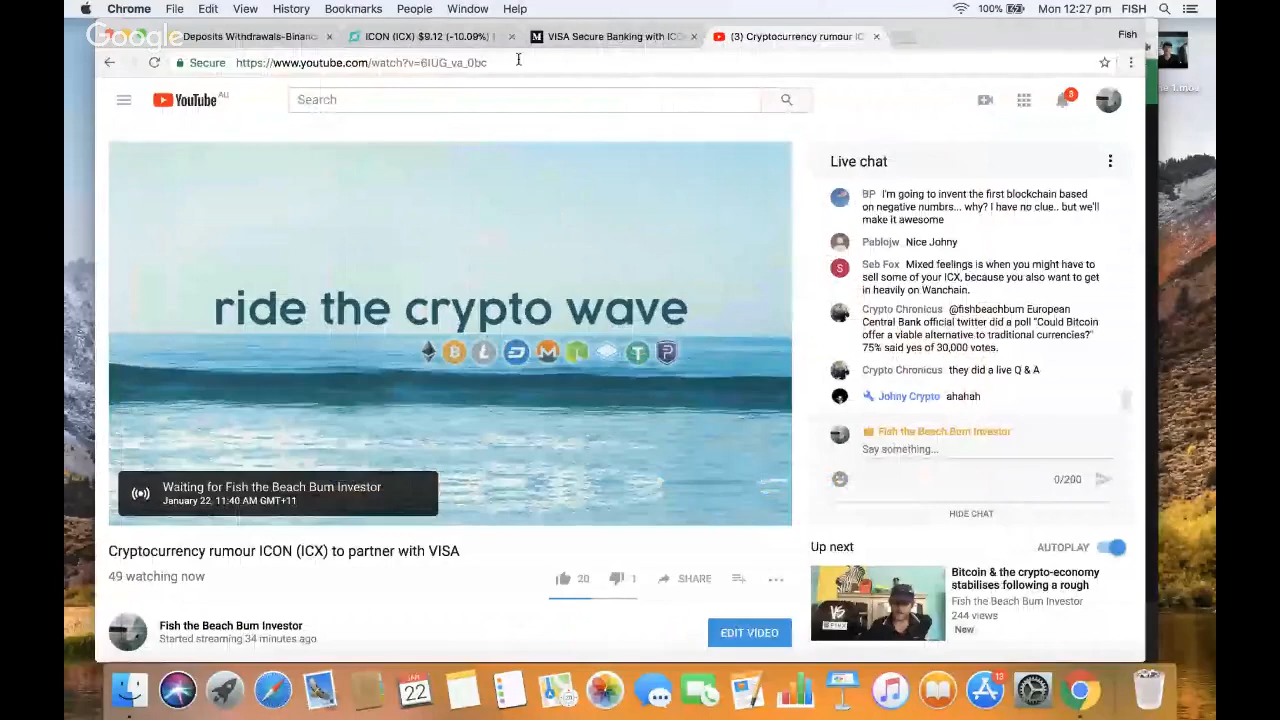 Chrome File Edit View History Bookmarks People Window Help 100% Mon 12:27 pm FISH
Google
Deposits Withdrawals-Binanc × ICON (ICX) $9.12 (-10.09%) × VISA Secure Banking with ICO × (3) Cryptocurrency rumour IC × Fish
Secure https://www.youtube.com/watch?v=6IUG_va_0bc
YouTube AU Search 8
Live chat
BP I'm going to invent the first blockchain based
on negative numbrs... why? I have no clue.. but we'll
make it awesome
Pablojw Nice Johny
Seb Fox Mixed feelings is when you might have to
sell some of your ICX, because you also want to get
in heavily on Wanchain.
Crypto Chronicus @fishbeachbum European
Central Bank official twitter did a poll "Could Bitcoin
offer a viable alternative to traditional currencies?"
75% said yes of 30,000 votes.
Crypto Chronicus they did a live Q & A
Johny Crypto ahahah
Fish the Beach Bum Investor
Say something...
0/200
HIDE CHAT
ride the crypto wave
Waiting for Fish the Beach Bum Investor
January 22, 11:40 AM GMT+11
Cryptocurrency rumour ICON (ICX) to partner with VISA
49 watching now
20 1 SHARE
Fish the Beach Bum Investor
Started streaming 34 minutes ago
EDIT VIDEO
Up next AUTOPLAY
Bitcoin & the crypto-economy
stabilises following a rough
Fish the Beach Bum Investor
244 views
New
VS
JAN
22
13